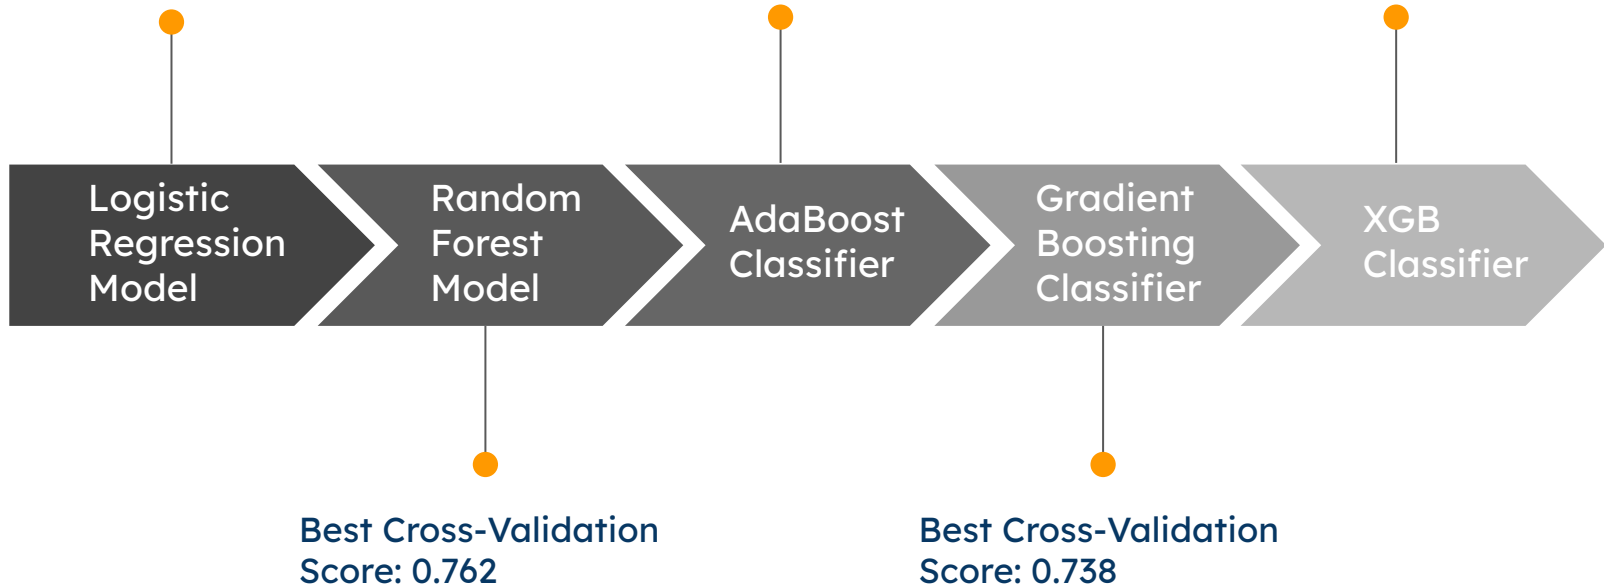 Logistic
Regression
Model
Random
Forest
Model
AdaBoost
Classifier
Gradient
Boosting
Classifier
XGB
Classifier
Best Cross-Validation
Score: 0.762
Best Cross-Validation
Score: 0.738